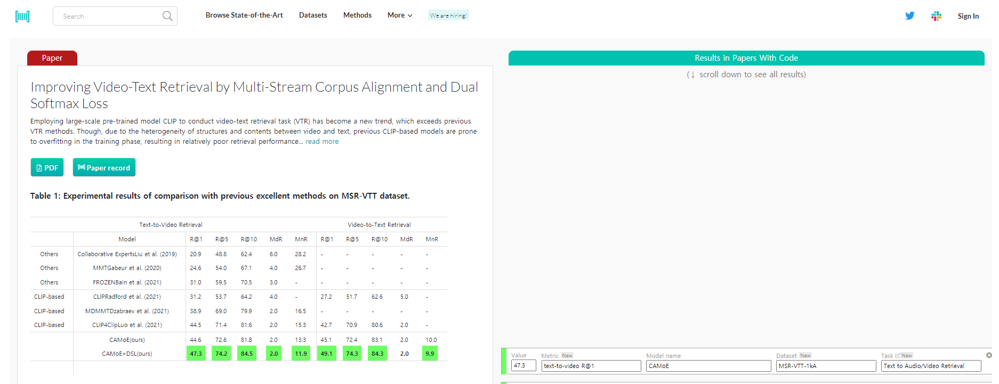 Search
Browse State-of-the-Art Datasets Methods More We are hiring! Sign In
Paper
Improving Video-Text Retrieval by Multi-Stream Corpus Alignment and Dual
Softmax Loss
Employing large-scale pre-trained model CLIP to conduct video-text retrieval task (VTR) has become a new trend, which exceeds previous
VTR methods. Though, due to the heterogeneity of structures and contents between video and text, previous CLIP-based models are prone
to overfitting in the training phase, resulting in relatively poor retrieval performance... read more
PDF Paper record
Table 1: Experimental results of comparison with previous excellent methods on MSR-VTT dataset.
Text-to-Video Retrieval Video-to-Text Retrieval
Model R@1 R@5 R@10 MdR MnR R@1 R@5 R@10 MdR MnR
Others Collaborative ExpertsLiu et al. (2019) 20.9 48.8 62.4 6.0 28.2 - - - - -
Others MMTGabeur et al. (2020) 24.6 54.0 67.1 4.0 26.7 - - - - -
Others FROZENBain et al. (2021) 31.0 59.5 70.5 3.0 - - - - - -
CLIP-based CLIPRadford et al. (2021) 31.2 53.7 64.2 4.0 - 27.2 51.7 62.6 5.0 -
CLIP-based MDMMTDzabraev et al. (2021) 38.9 69.0 79.9 2.0 16.5 - - - - -
CLIP-based CLIP4ClipLuo et al. (2021) 44.5 71.4 81.6 2.0 15.3 42.7 70.9 80.6 2.0 -
CAMoE(ours) 44.6 72.6 81.8 2.0 13.3 45.1 72.4 83.1 2.0 10.0
CAMoE+DSL(ours) 47.3 74.2 84.5 2.0 11.9 49.1 74.3 84.3 2.0 9.9
Results in Papers With Code
(↓ scroll down to see all results)
Value Metric New Model name Dataset New Task New
47.3 text-to-video R@1 CAMoE MSR-VTT-1kA Text to Audio/Video Retrieval